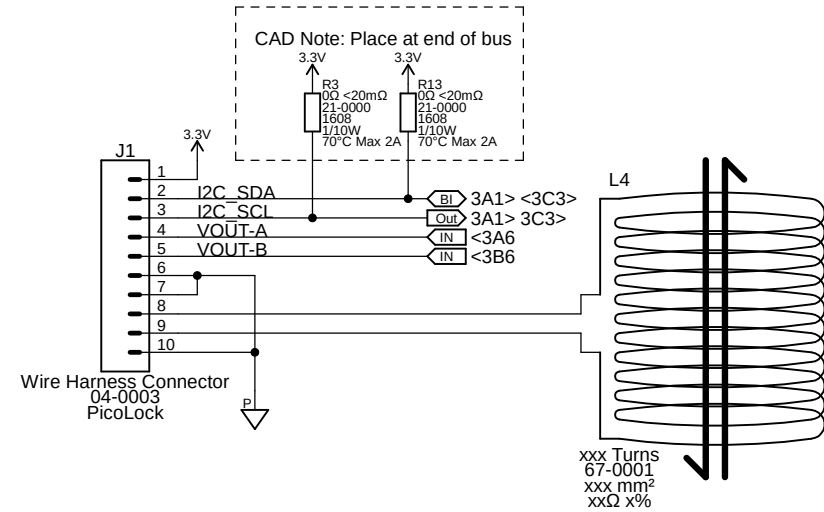 CAD Note: Place at end of bus
3.3V
3.3V
R3
0Ω <20mΩ
21-0000
1608
1/10W
70°C Max 2A
R13
0Ω <20mΩ
21-0000
1608
1/10W
70°C Max 2A
3.3V
J1
1
2 I2C_SDA BI 3A1> <3C3>
3 I2C_SCL Out 3A1> 3C3>
4 VOUT-A IN <3A6
5 VOUT-B IN <3B6
6
7
8
9
10
Wire Harness Connector
04-0003
PicoLock
P
L4
xxx Turns
67-0001
xxx mm²
xxΩ x%